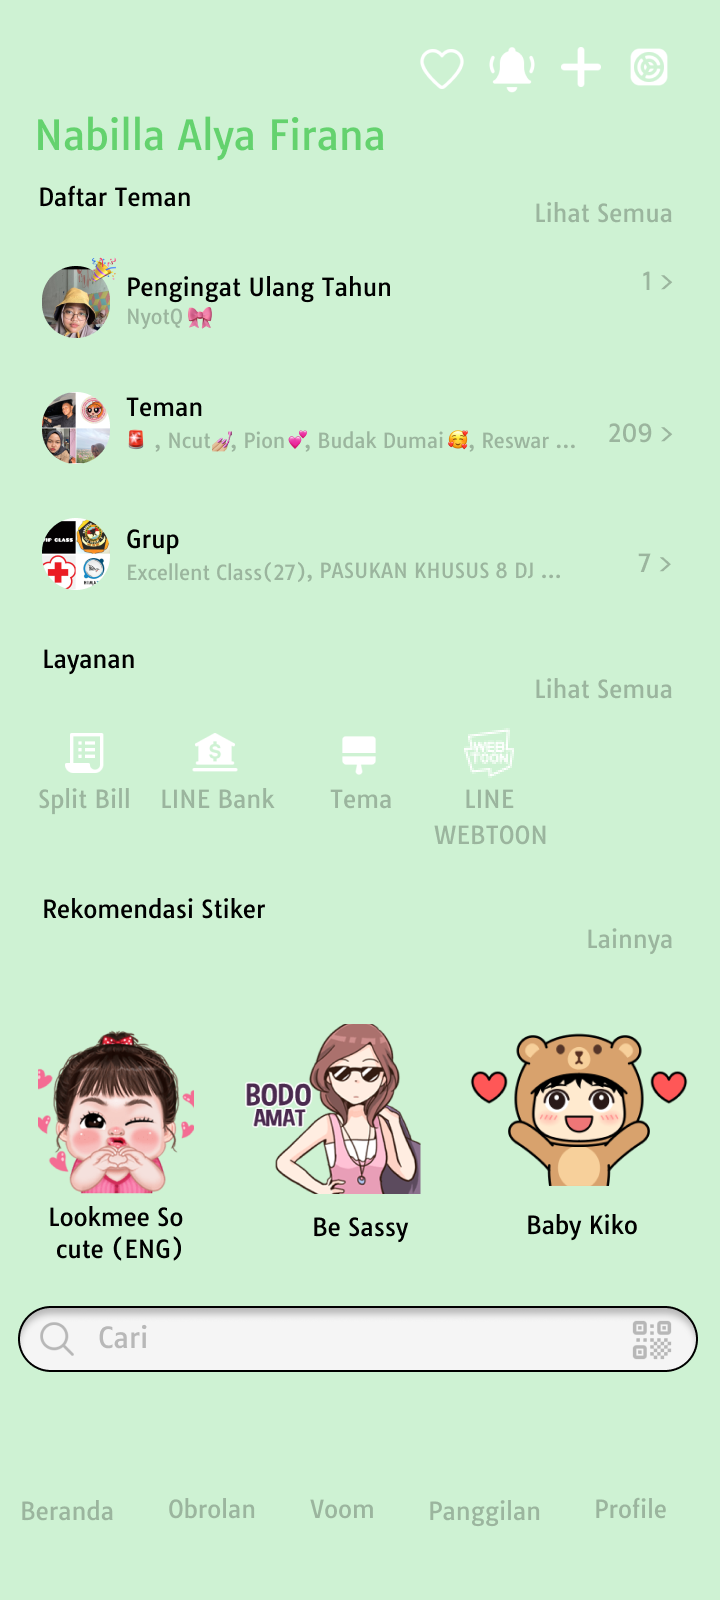 Nabilla Alya Firana
Daftar Teman
Lihat Semua
Pengingat Ulang Tahun
1 >
NyotQ 🎀
Teman
🚨 , Ncut💅, Pion💕, Budak Dumai🥰, Reswar ...
209 >
Grup
Excellent Class(27), PASUKAN KHUSUS 8 DJ ...
7 >
Layanan
Lihat Semua
WEB
TOON
Split Bill
LINE Bank
Tema
LINE
WEBTOON
Rekomendasi Stiker
Lainnya
BODO
AMAT
Lookmee So
cute (ENG)
Be Sassy
Baby Kiko
Cari
Beranda
Obrolan
Voom
Panggilan
Profile